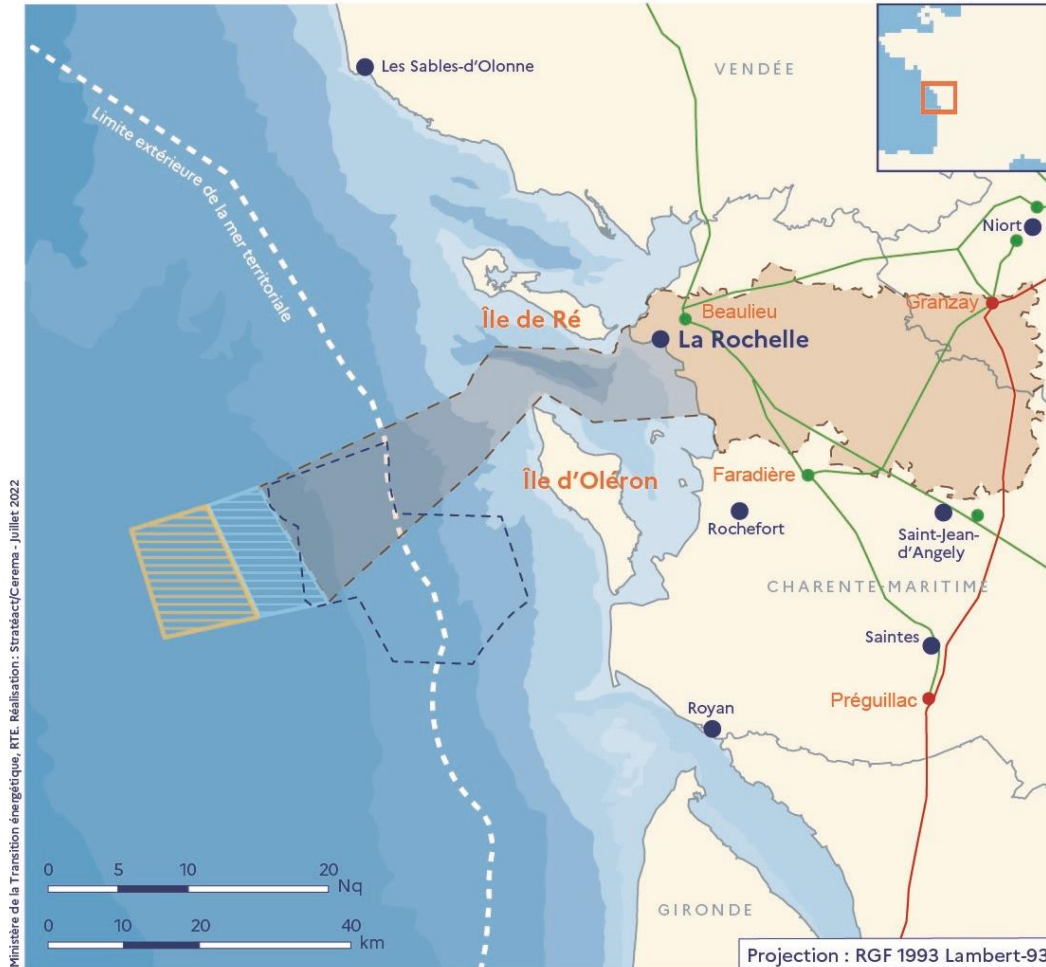 Les Sables-d'Olonne
VENDÉE
Limite extérieure de la mer territoriale
Niort
Île de Ré
Beaulieu
Granzay
La Rochelle
Île d'Oléron
Faradière
Rochefort
Saint-Jean-
d'Angely
CHARENTE-MARITIME
Saintes
Préguillac
Royan
GIRONDE
0 5 10 20
Nq
0 10 20 40
km
Projection : RGF 1993 Lambert-93
Ministère de la Transition énergétique, RTE. Réalisation : Stratéact/Cerema - Juillet 2022